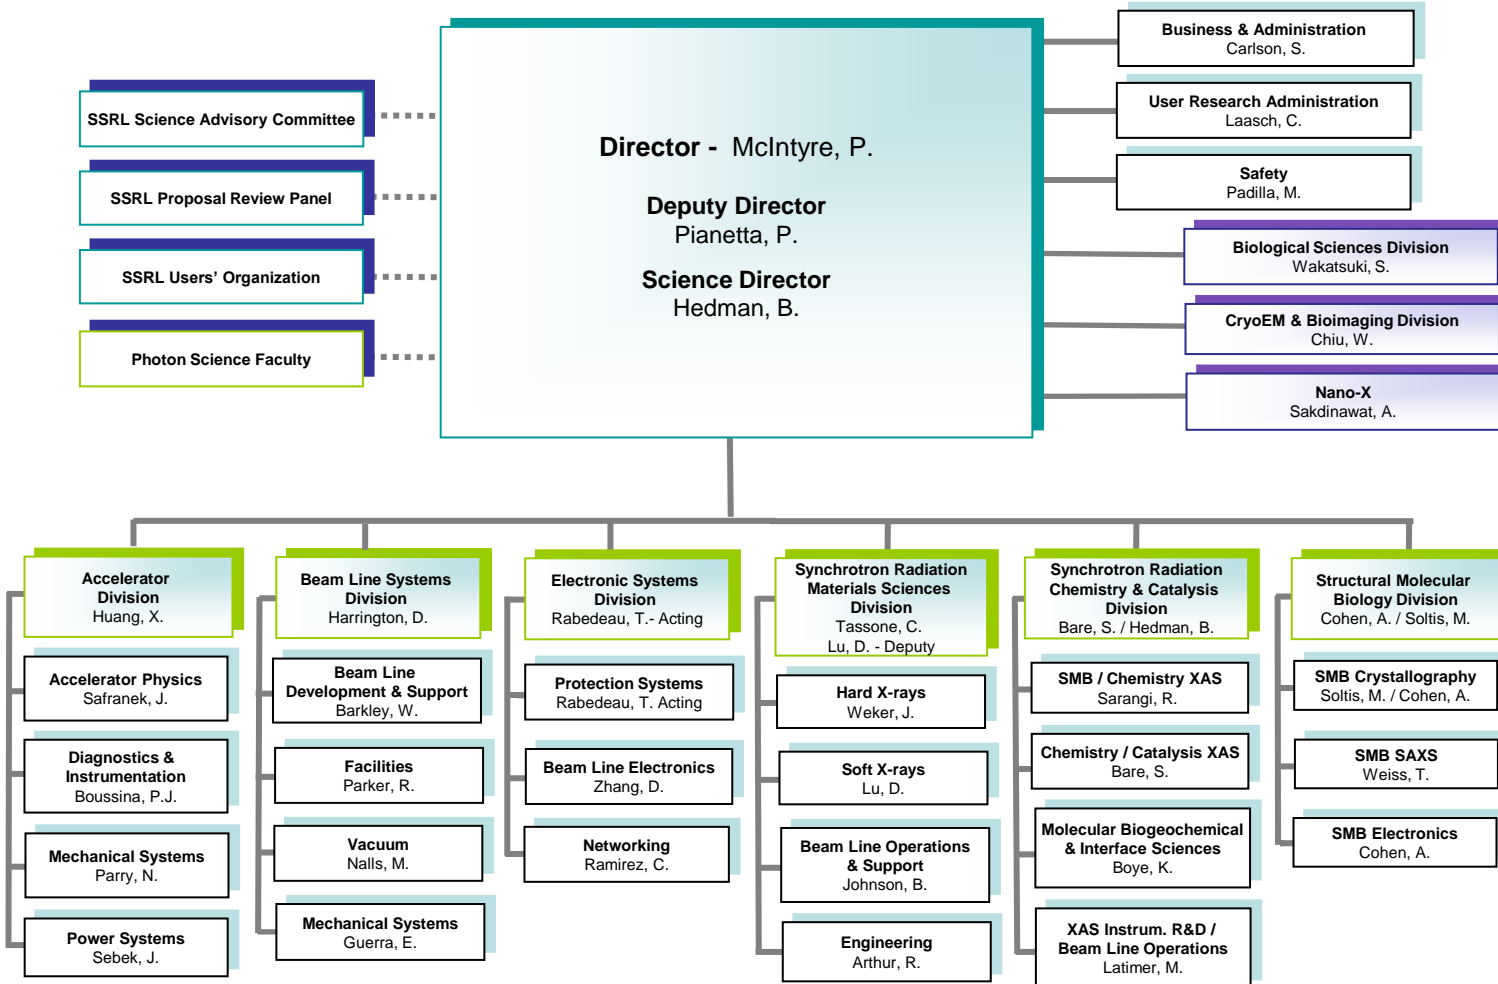 SSRL Science Advisory Committee
SSRL Proposal Review Panel
SSRL Users’ Organization
Photon Science Faculty
Director - McIntyre, P.
Deputy Director
Pianetta, P.
Science Director
Hedman, B.
Business & Administration
Carlson, S.
User Research Administration
Laasch, C.
Safety
Padilla, M.
Biological Sciences Division
Wakatsuki, S.
CryoEM & Bioimaging Division
Chiu, W.
Nano-X
Sakdinawat, A.
Accelerator
Division
Huang, X.
Accelerator Physics
Safranek, J.
Diagnostics &
Instrumentation
Boussina, P.J.
Mechanical Systems
Parry, N.
Power Systems
Sebek, J.
Beam Line Systems
Division
Harrington, D.
Beam Line
Development & Support
Barkley, W.
Facilities
Parker, R.
Vacuum
Nalls, M.
Mechanical Systems
Guerra, E.
Electronic Systems
Division
Rabedeau, T.- Acting
Protection Systems
Rabedeau, T. Acting
Beam Line Electronics
Zhang, D.
Networking
Ramirez, C.
Synchrotron Radiation
Materials Sciences
Division
Tassone, C.
Lu, D. - Deputy
Hard X-rays
Weker, J.
Soft X-rays
Lu, D.
Beam Line Operations
& Support
Johnson, B.
Engineering
Arthur, R.
Synchrotron Radiation
Chemistry & Catalysis
Division
Bare, S. / Hedman, B.
SMB / Chemistry XAS
Sarangi, R.
Chemistry / Catalysis XAS
Bare, S.
Molecular Biogeochemical
& Interface Sciences
Boye, K.
XAS Instrum. R&D /
Beam Line Operations
Latimer, M.
Structural Molecular
Biology Division
Cohen, A. / Soltis, M.
SMB Crystallography
Soltis, M. / Cohen, A.
SMB SAXS
Weiss, T.
SMB Electronics
Cohen, A.